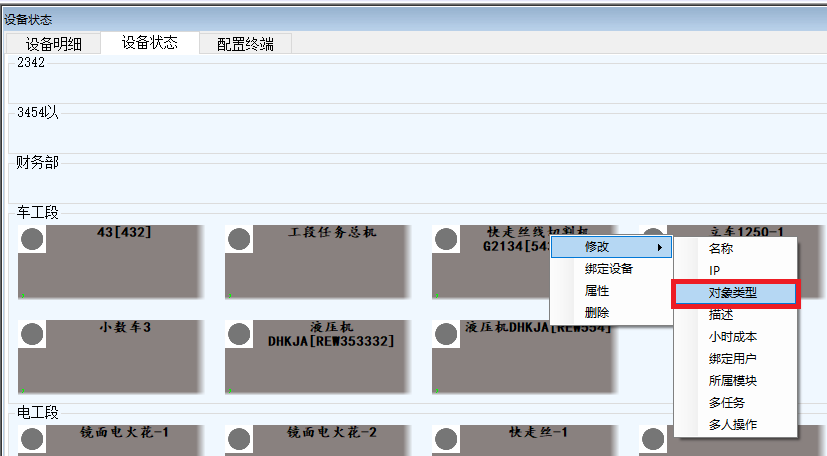 设备状态
设备明细
设备状态
配置终端
2342
3454以
财务部
车工段
43[432]
工段任务总机
快走丝线切割机
G2134[543
立车1250-1
小数车3
液压机
DHKJA[REW353332]
液压机DHKJA[REW554]
修改
绑定设备
属性
删除
名称
IP
对象类型
描述
小时成本
绑定用户
所属模块
多任务
多人操作
电工段
镜面电火花-1
镜面电火花-2
快走丝-1